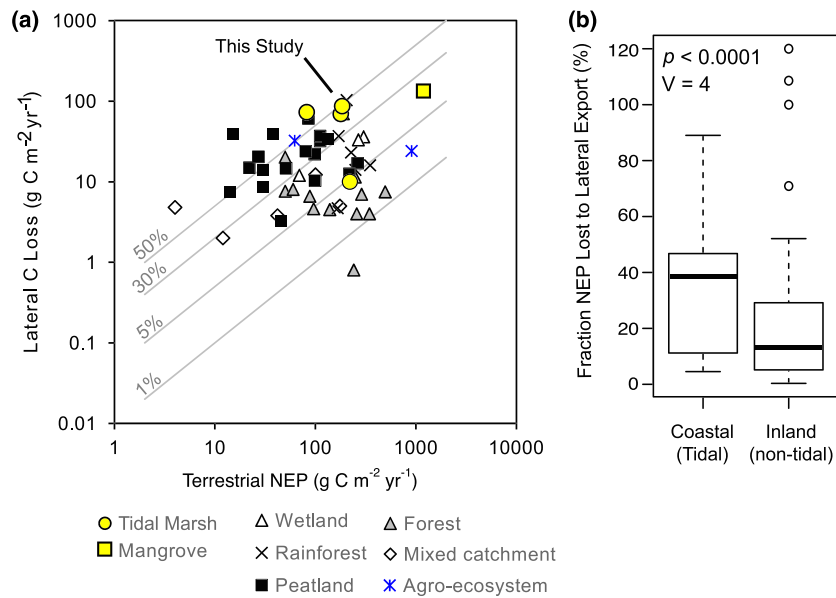 (a)
1000
100
10
1
0.1
0.01
Lateral C Loss (g C m⁻² yr⁻¹)
This Study
50%
30%
5%
1%
1
10
100
1000
10000
Terrestrial NEP (g C m⁻² yr⁻¹)
Tidal Marsh
Mangrove
Wetland
Rainforest
Peatland
Forest
Mixed catchment
Agro-ecosystem
(b)
p < 0.0001
V = 4
120
100
80
60
40
20
0
Fraction NEP Lost to Lateral Export (%)
Coastal
(Tidal)
Inland
(non-tidal)